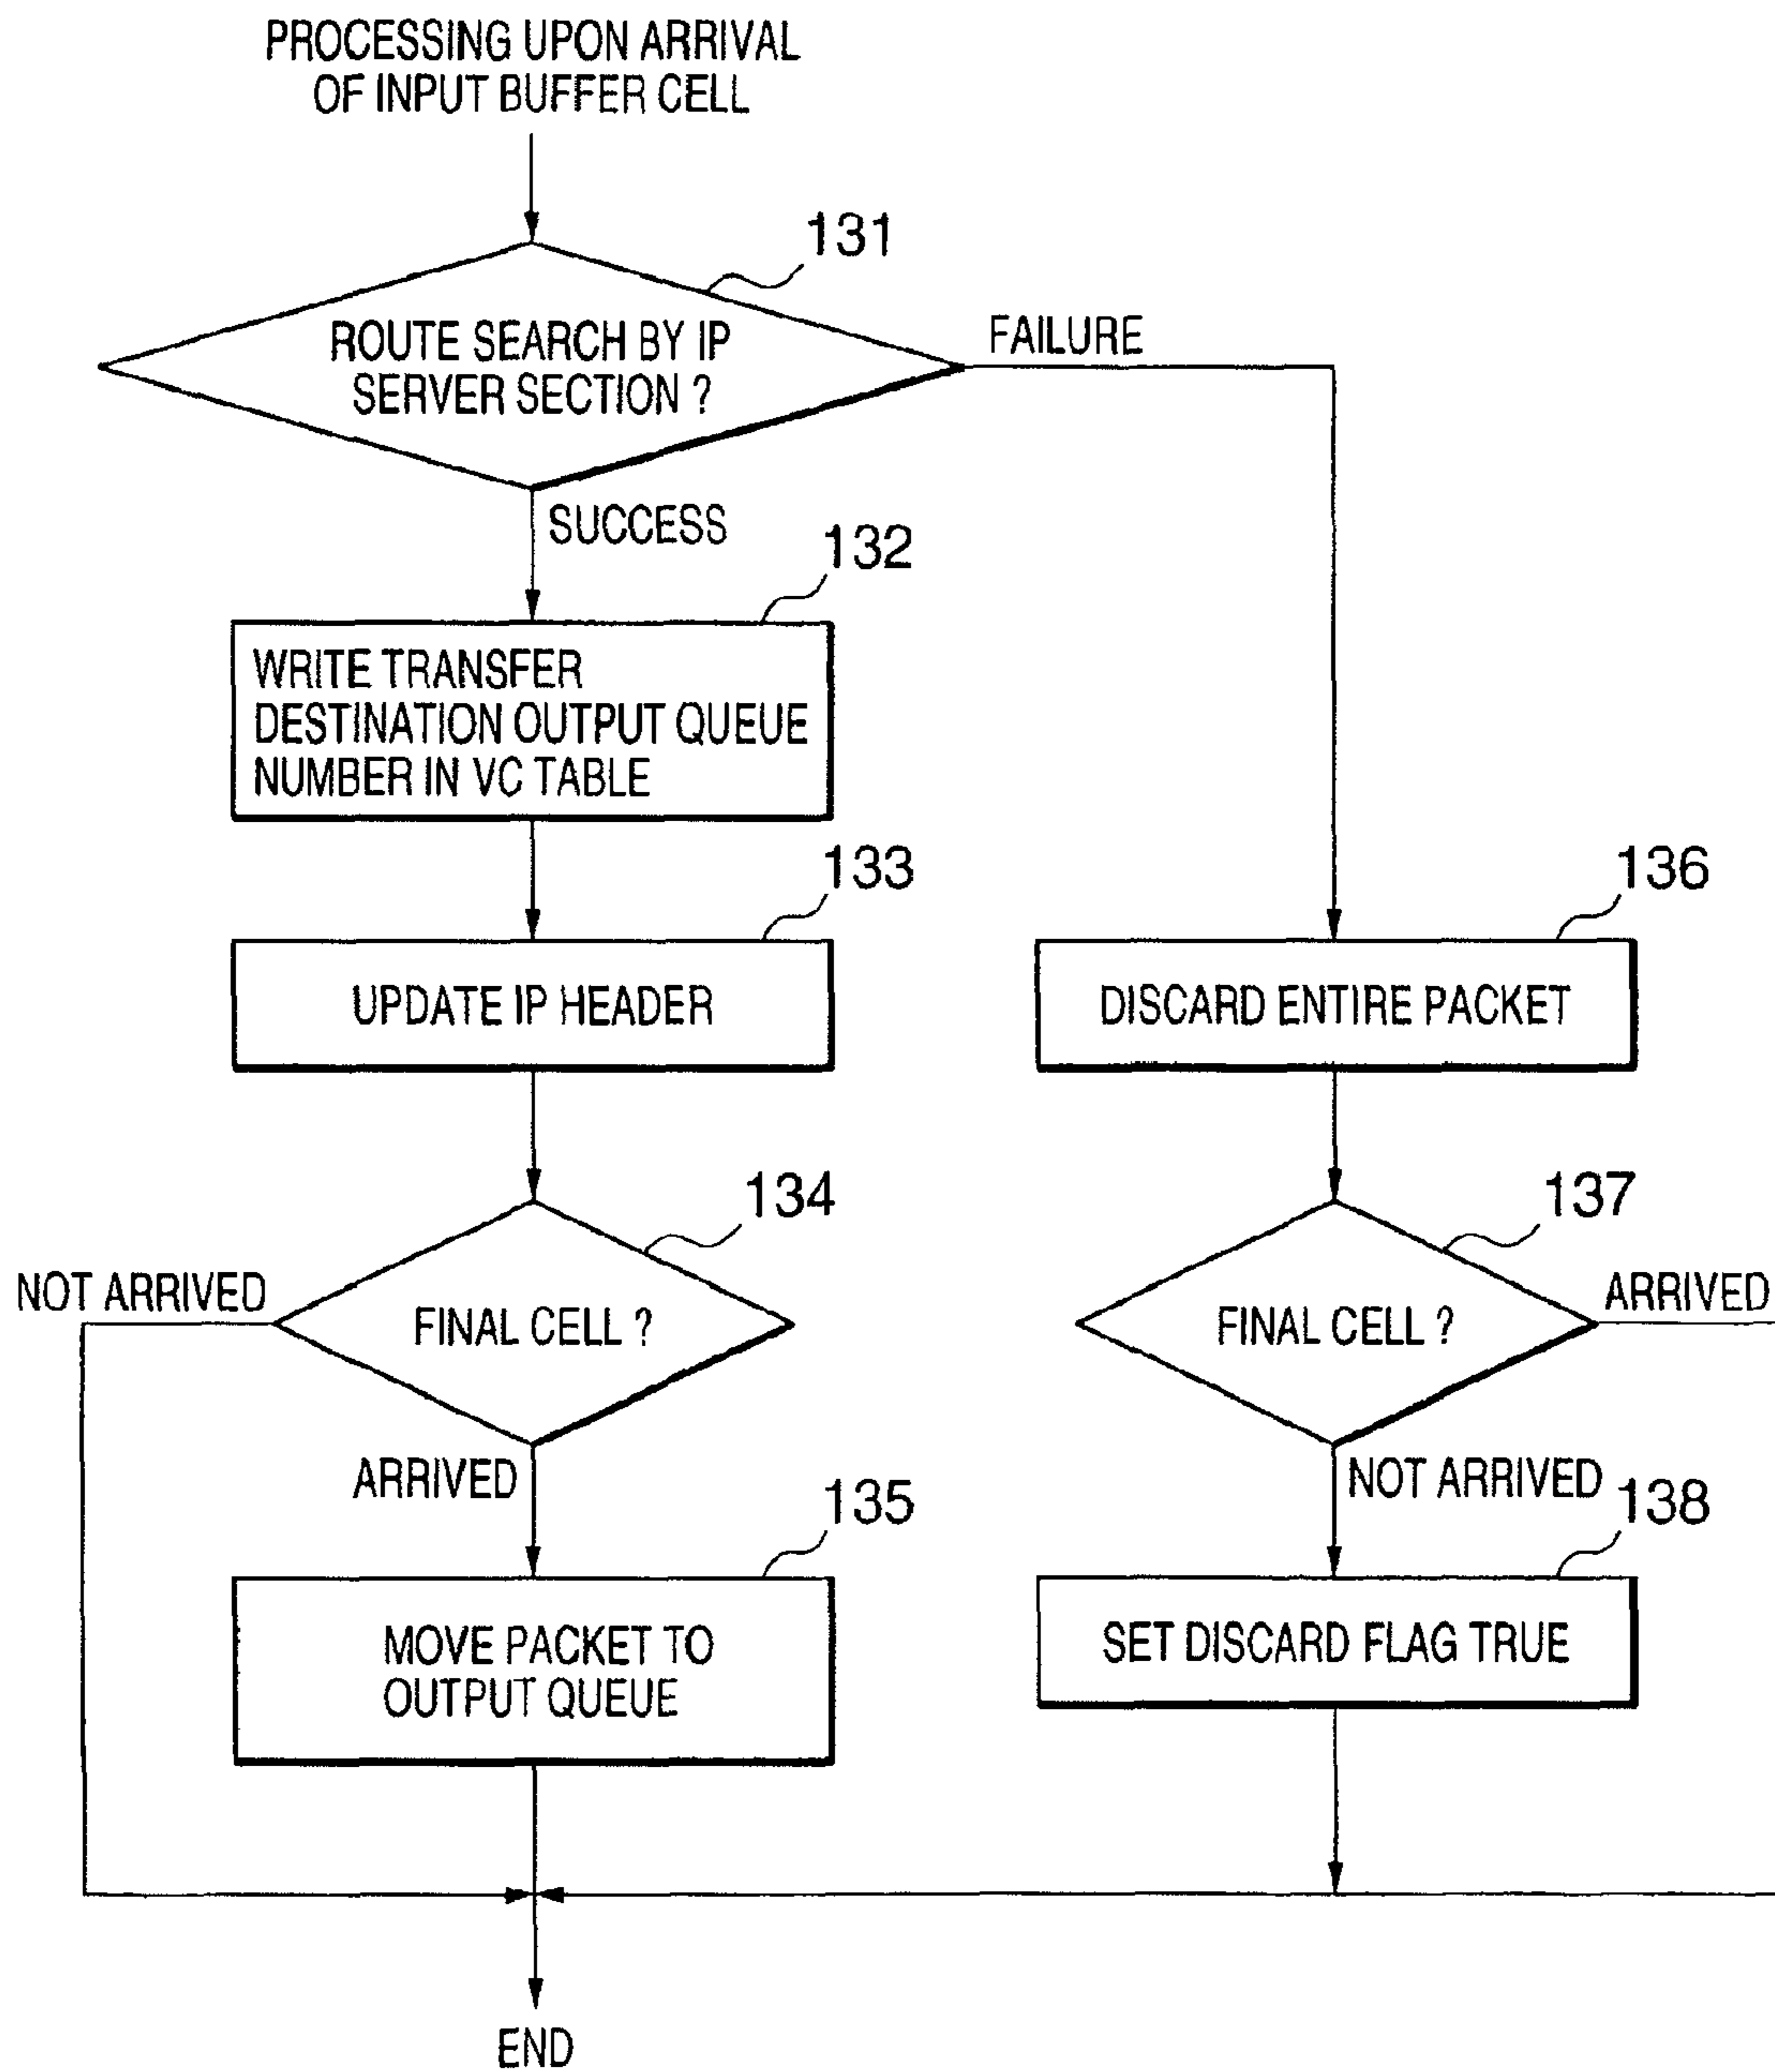 PROCESSING UPON ARRIVAL
OF INPUT BUFFER CELL
131
ROUTE SEARCH BY IP
SERVER SECTION ?
FAILURE
SUCCESS
132
WRITE TRANSFER
DESTINATION OUTPUT QUEUE
NUMBER IN VC TABLE
133
UPDATE IP HEADER
136
DISCARD ENTIRE PACKET
134
NOT ARRIVED
FINAL CELL ?
ARRIVED
137
FINAL CELL ?
ARRIVED
NOT ARRIVED
135
MOVE PACKET TO
OUTPUT QUEUE
138
SET DISCARD FLAG TRUE
END